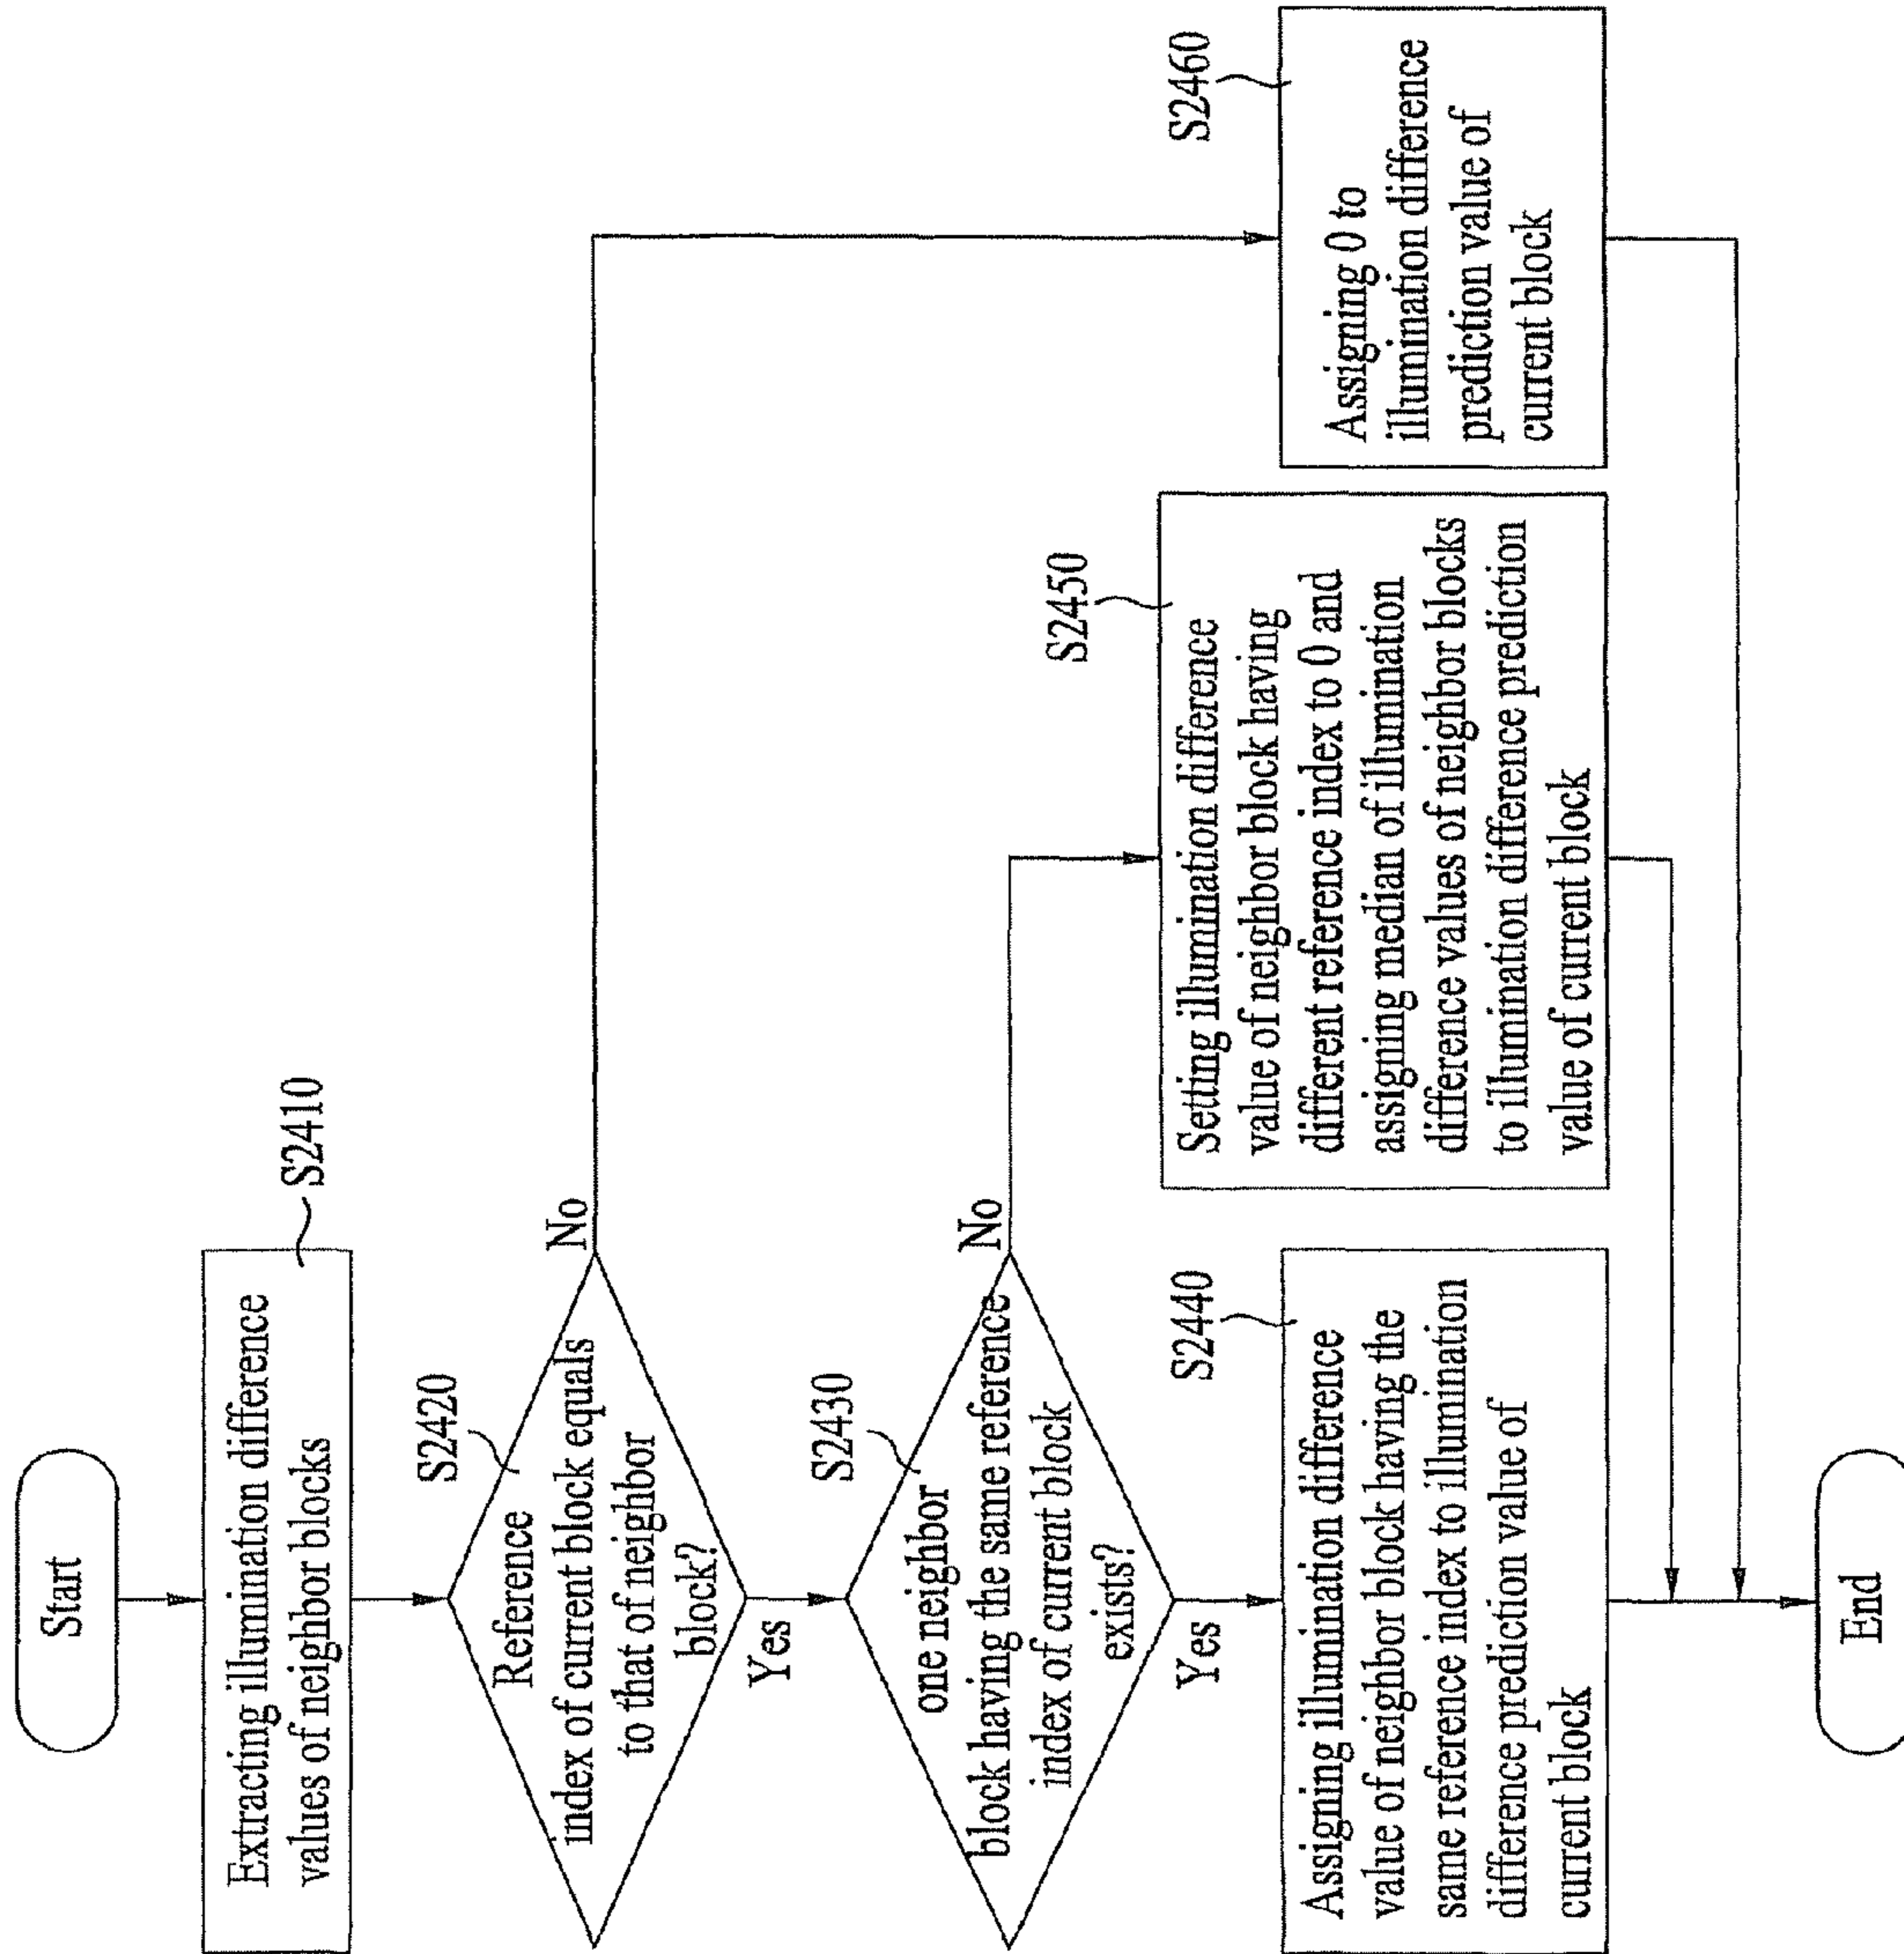 Start
Extracting illumination difference
values of neighbor blocks
S2410
S2420
Reference
index of current block equals
to that of neighbor
block?
No
Yes
S2430
one neighbor
block having the same reference
index of current block
exists?
No
Yes
S2440
Assigning illumination difference
value of neighbor block having the
same reference index to illumination
difference prediction value of
current block
S2450
Setting illumination difference
value of neighbor block having
different reference index to 0 and
assigning median of illumination
difference values of neighbor blocks
to illumination difference prediction
value of current block
S2460
Assigning 0 to
illumination difference
prediction value of
current block
End